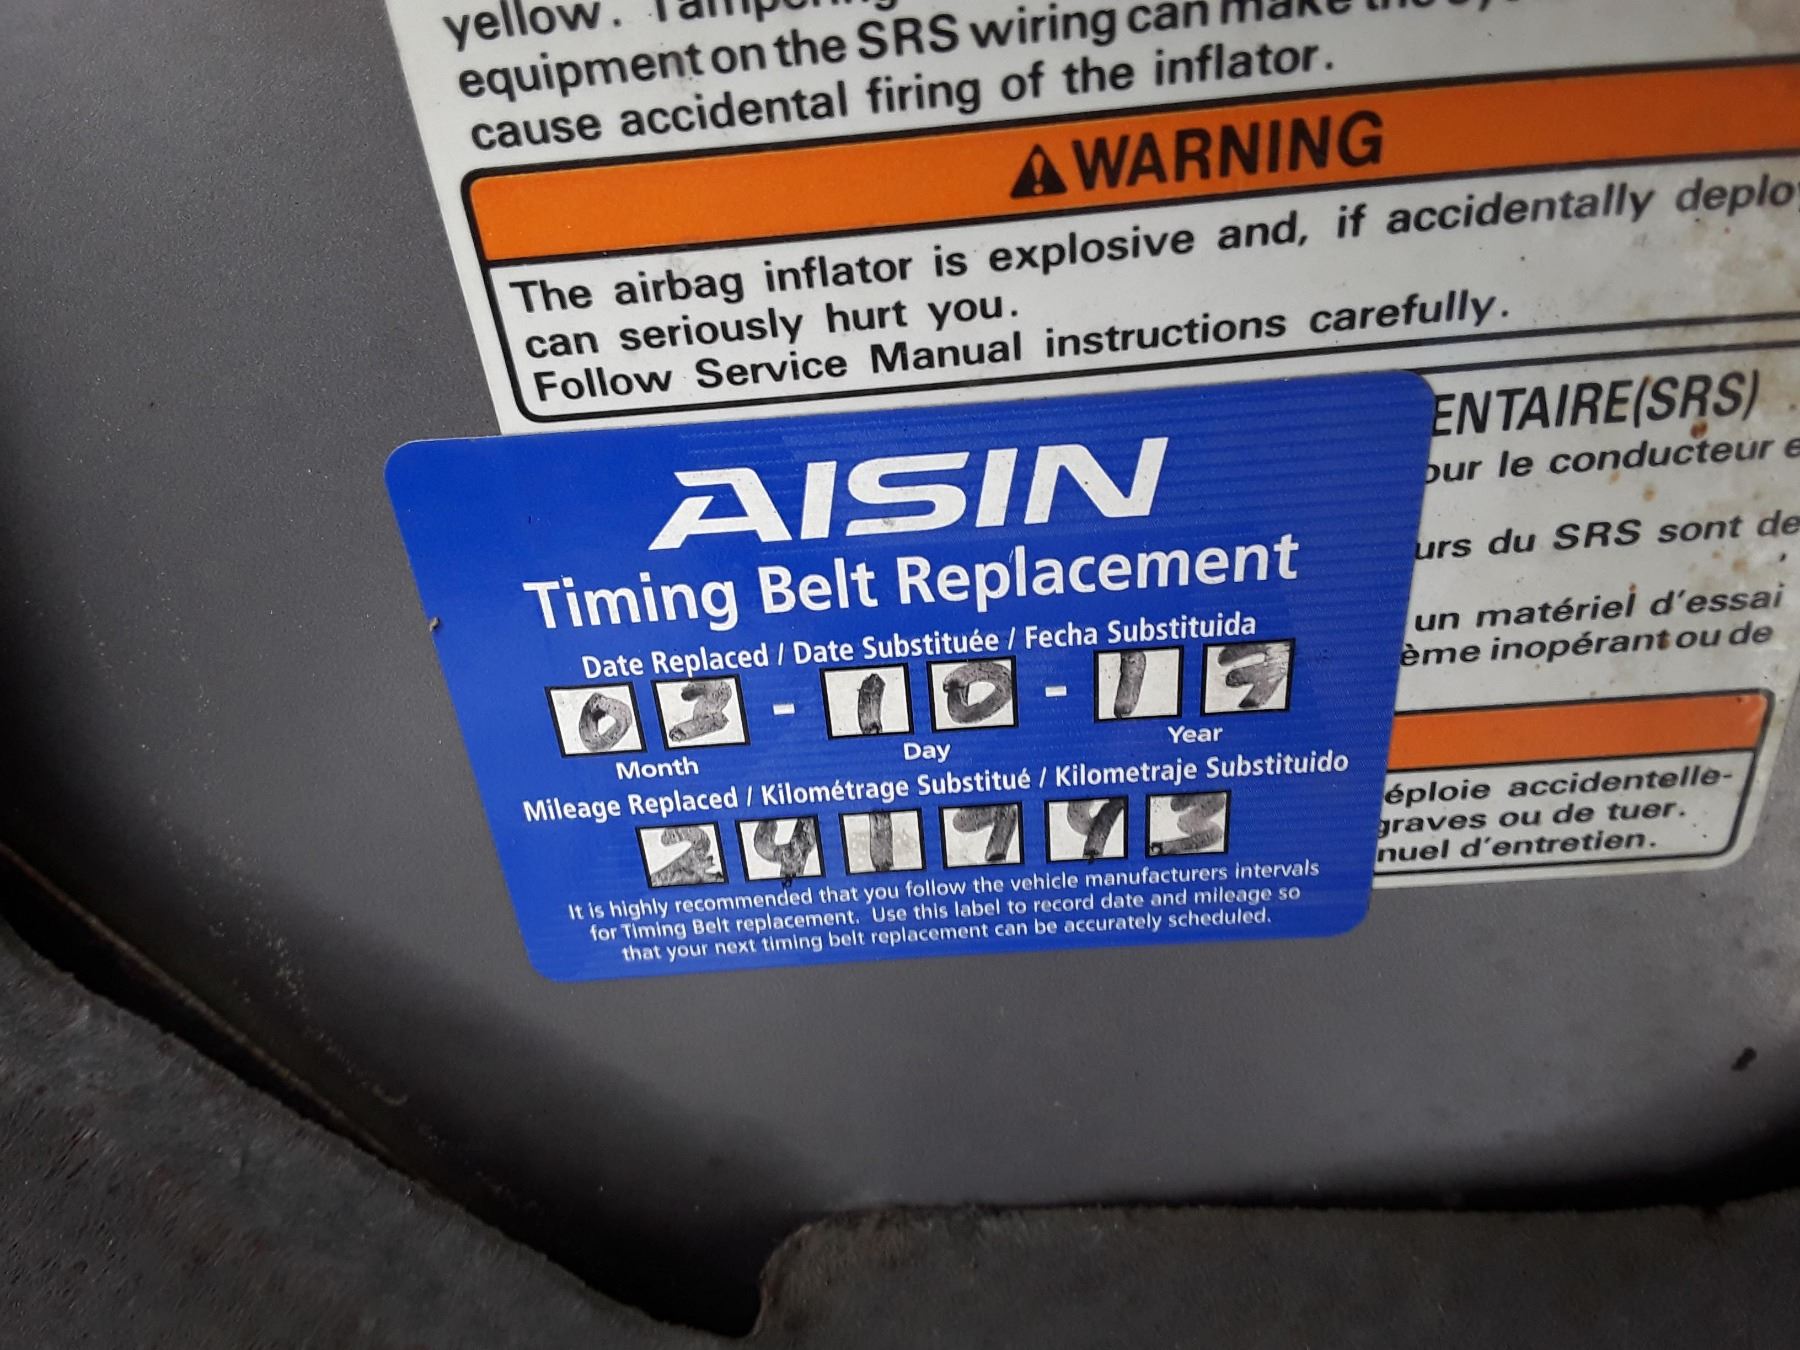 yellow. Tampering
equipment on the SRS wiring can make the
cause accidental firing of the inflator.
WARNING
The airbag inflator is explosive and, if accidentally deplo
can seriously hurt you.
Follow Service Manual instructions carefully.
ENTAIRE(SRS)
our le conducteur e
urs du SRS sont de
un matériel d'essai
ème inopérant ou de
éploie accidentelle-
graves ou de tuer.
nuel d'entretien.
AISIN
Timing Belt Replacement
Date Replaced / Date Substituée / Fecha Substituida
03 - 10 - 17
Month Day Year
Mileage Replaced / Kilométrage Substitué / Kilometraje Substituido
241743
It is highly recommended that you follow the vehicle manufacturers intervals
for Timing Belt replacement. Use this label to record date and mileage so
that your next timing belt replacement can be accurately scheduled.